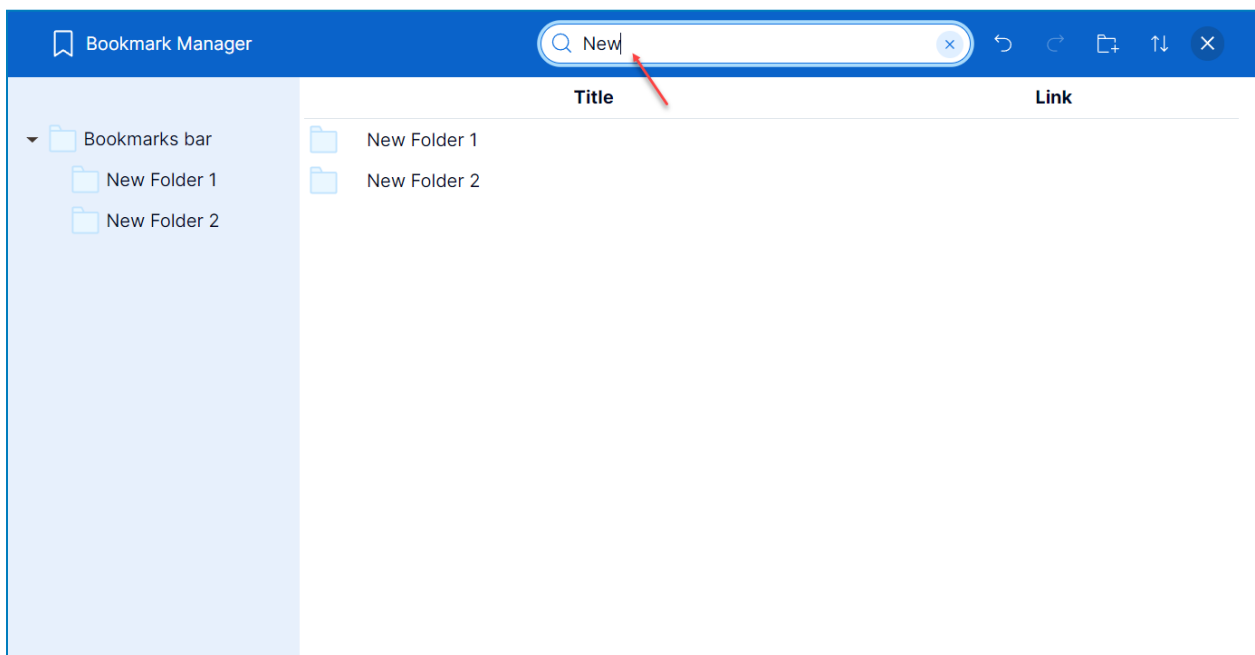 Bookmark Manager
New
Title Link
Bookmarks bar
New Folder 1
New Folder 2
New Folder 1
New Folder 2